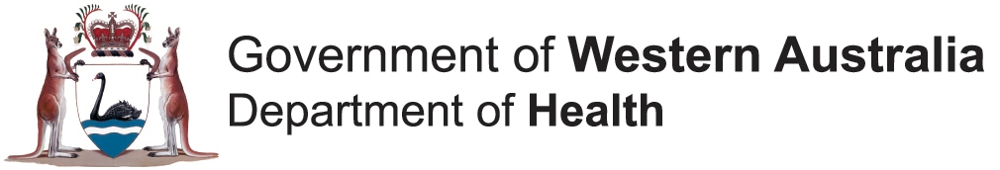 Government of Western Australia
Department of Health